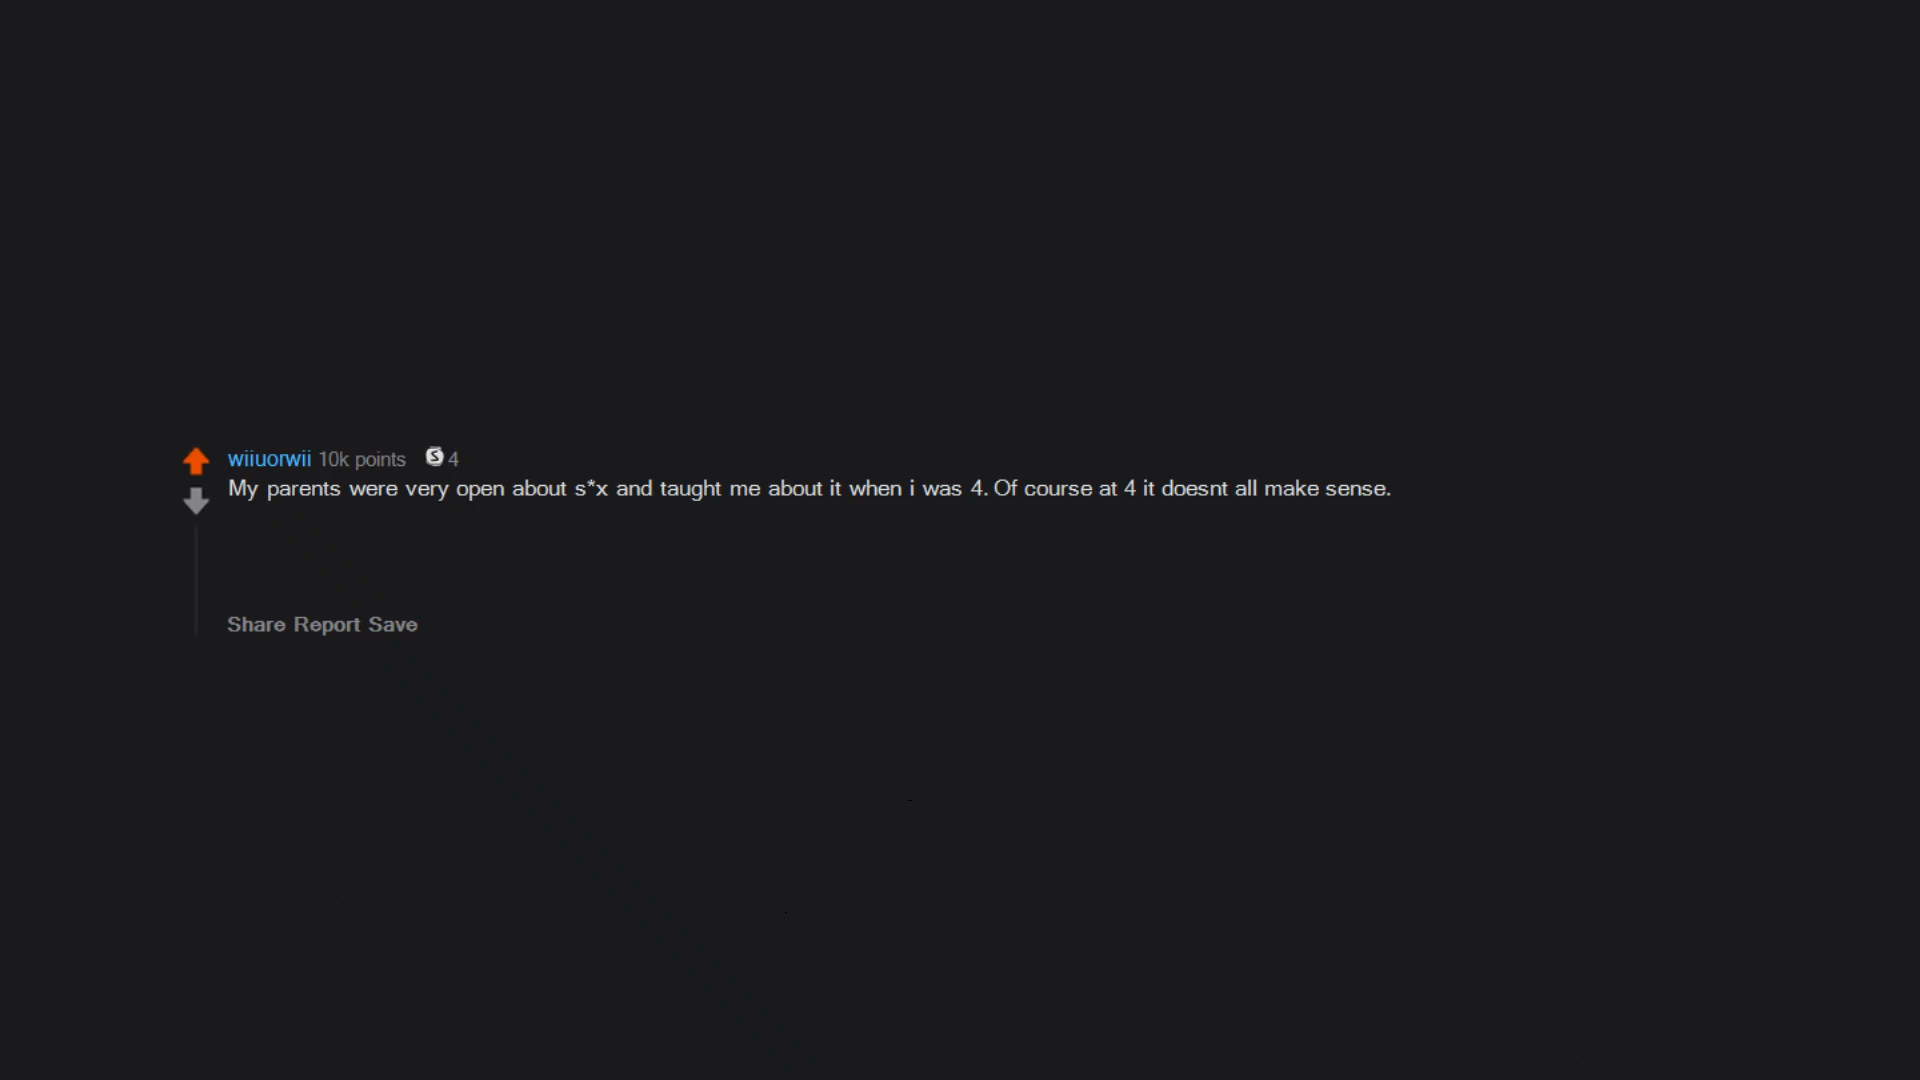 wiiuorwii 10k points S 4
My parents were very open about s*x and taught me about it when i was 4. Of course at 4 it doesnt all make sense.
Share Report Save